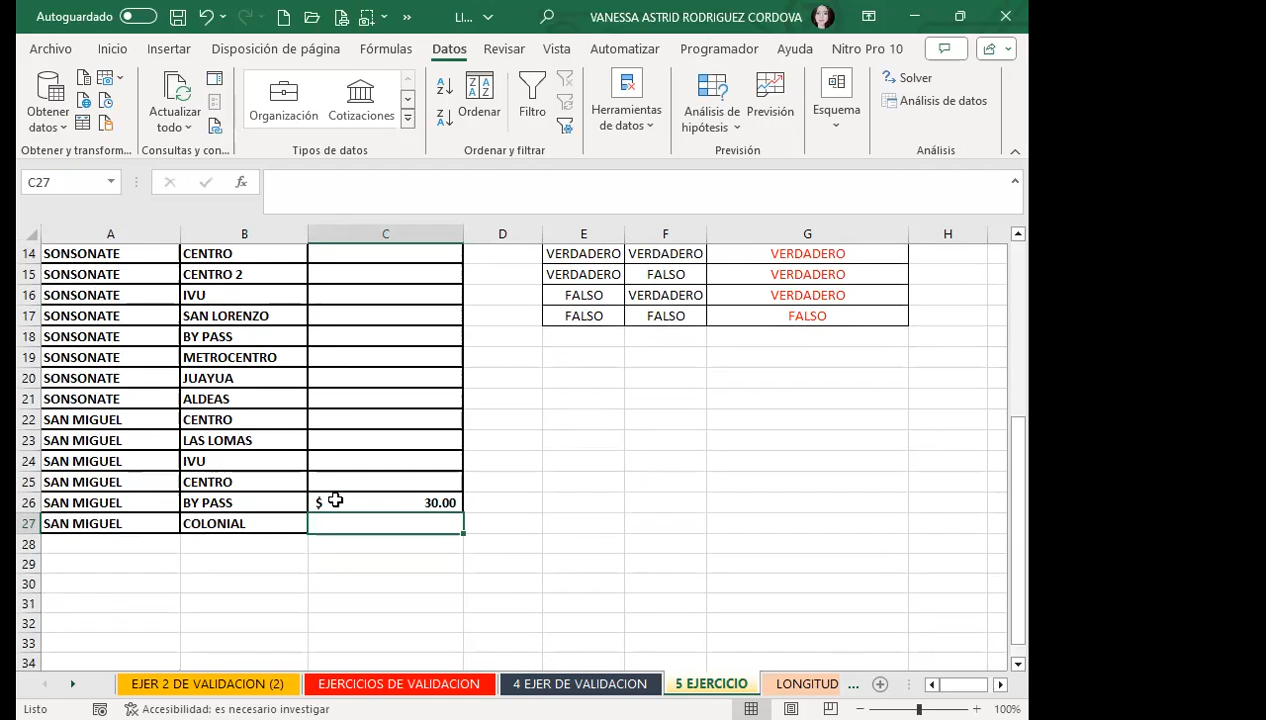 Autoguardado LI... VANESSA ASTRID RODRIGUEZ CORDOVA
Archivo Inicio Insertar Disposición de página Fórmulas Datos Revisar Vista Automatizar Programador Ayuda Nitro Pro 10
Obtener datos
Actualizar todo
Organización Cotizaciones
Ordenar
Filtro
Herramientas de datos
Análisis de hipótesis
Previsión
Esquema
Solver
Análisis de datos
Obtener y transform... Consultas y con... Tipos de datos Ordenar y filtrar Previsión Análisis
C27 fx
A B C D E F G H
14 SONSONATE CENTRO VERDADERO VERDADERO VERDADERO
15 SONSONATE CENTRO 2 VERDADERO FALSO VERDADERO
16 SONSONATE IVU FALSO VERDADERO VERDADERO
17 SONSONATE SAN LORENZO FALSO FALSO FALSO
18 SONSONATE BY PASS
19 SONSONATE METROCENTRO
20 SONSONATE JUAYUA
21 SONSONATE ALDEAS
22 SAN MIGUEL CENTRO
23 SAN MIGUEL LAS LOMAS
24 SAN MIGUEL IVU
25 SAN MIGUEL CENTRO
26 SAN MIGUEL BY PASS $ 30.00
27 SAN MIGUEL COLONIAL
28
29
30
31
32
33
34
EJER 2 DE VALIDACION (2) EJERCICIOS DE VALIDACION 4 EJER DE VALIDACION 5 EJERCICIO LONGITUD ...
Listo Accesibilidad: es necesario investigar 100%